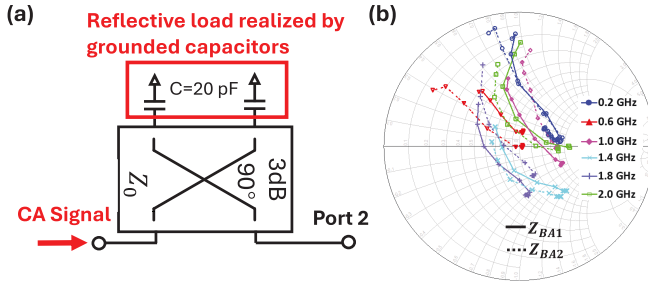 (a)
Reflective load realized by
grounded capacitors
C=20 pF
Z0
3dB
90°
CA Signal
Port 2
(b)
0.2 GHz
0.6 GHz
1.0 GHz
1.4 GHz
1.8 GHz
2.0 GHz
ZBA1
ZBA2